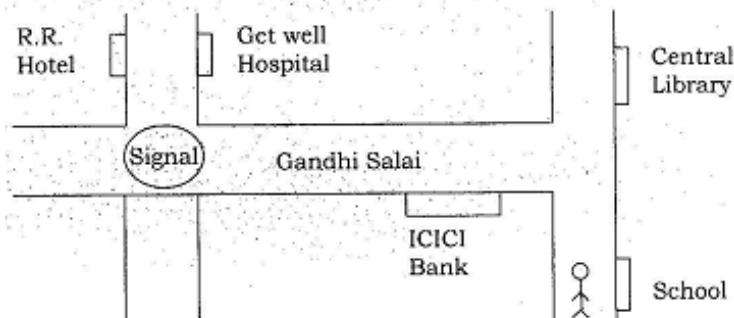 R.R.
Hotel
Gct well
Hospital
Central
Library
Signal
Gandhi Salai
ICICI
Bank
School